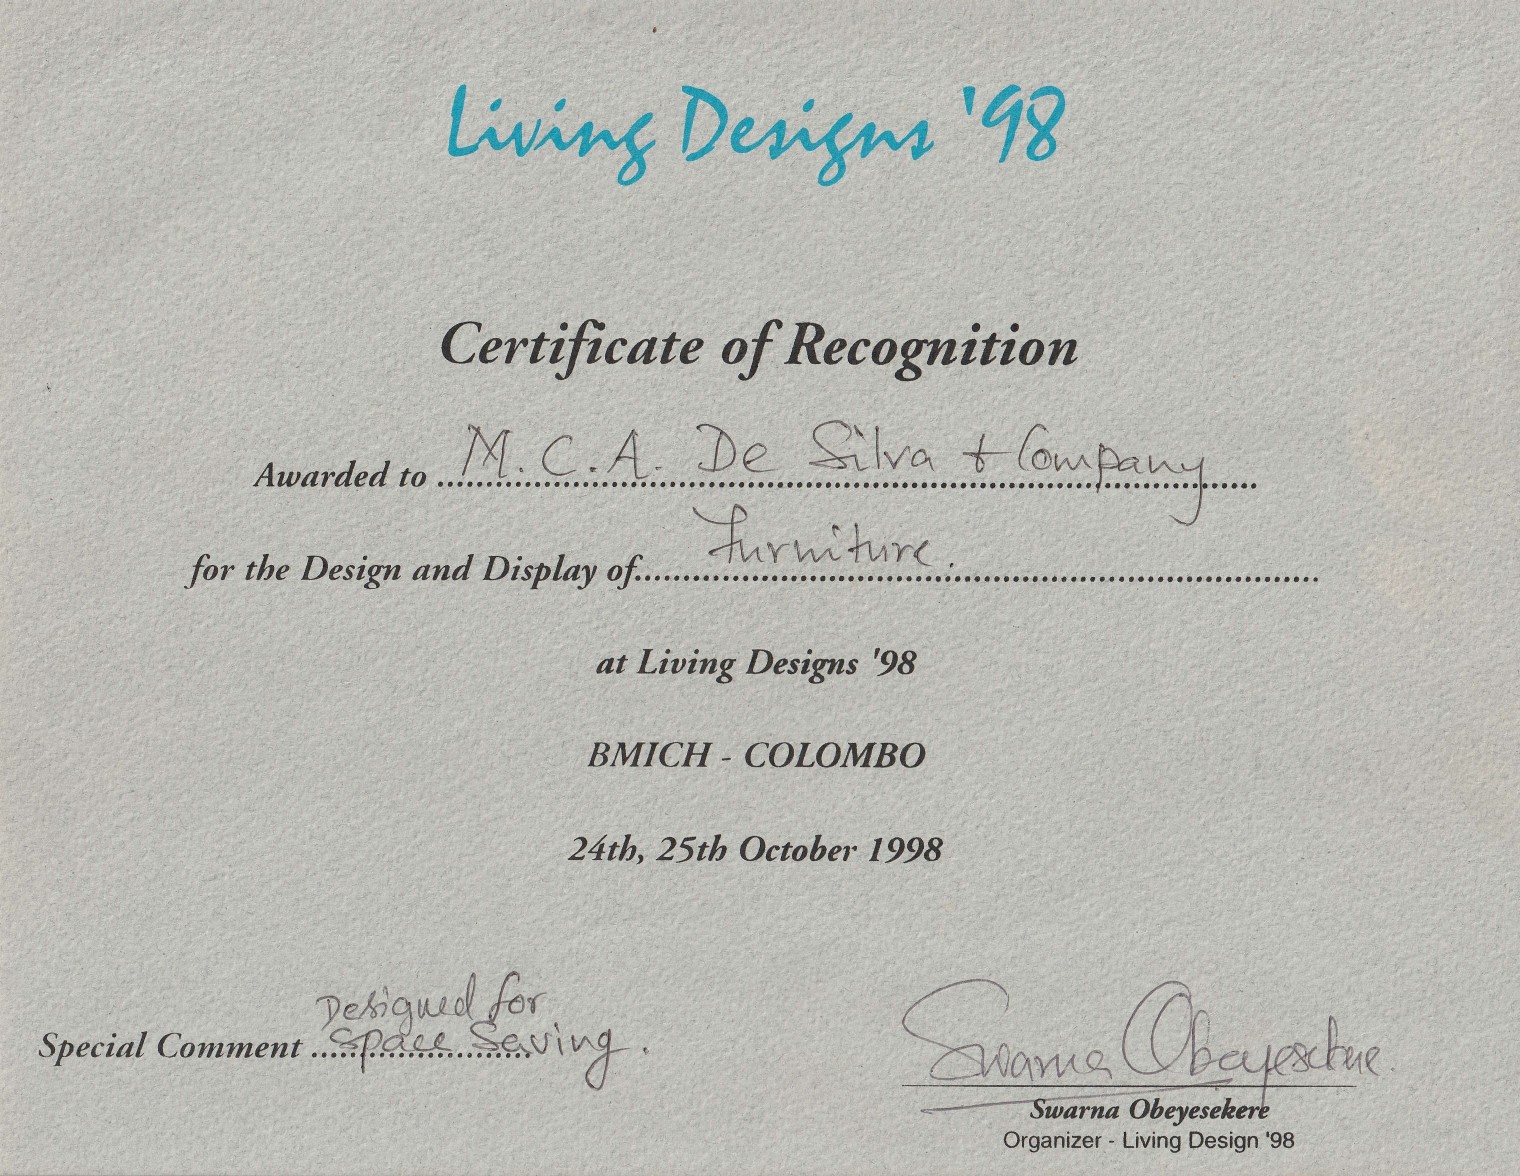 Living Designs '98
Certificate of Recognition
Awarded to M.C.A. De Silva & Company
for the Design and Display of Furniture.
at Living Designs '98
BMICH - COLOMBO
24th, 25th October 1998
Designed for
Special Comment Space Saving.
Swarna Obeyesekere.
Swarna Obeyesekere
Organizer - Living Design '98